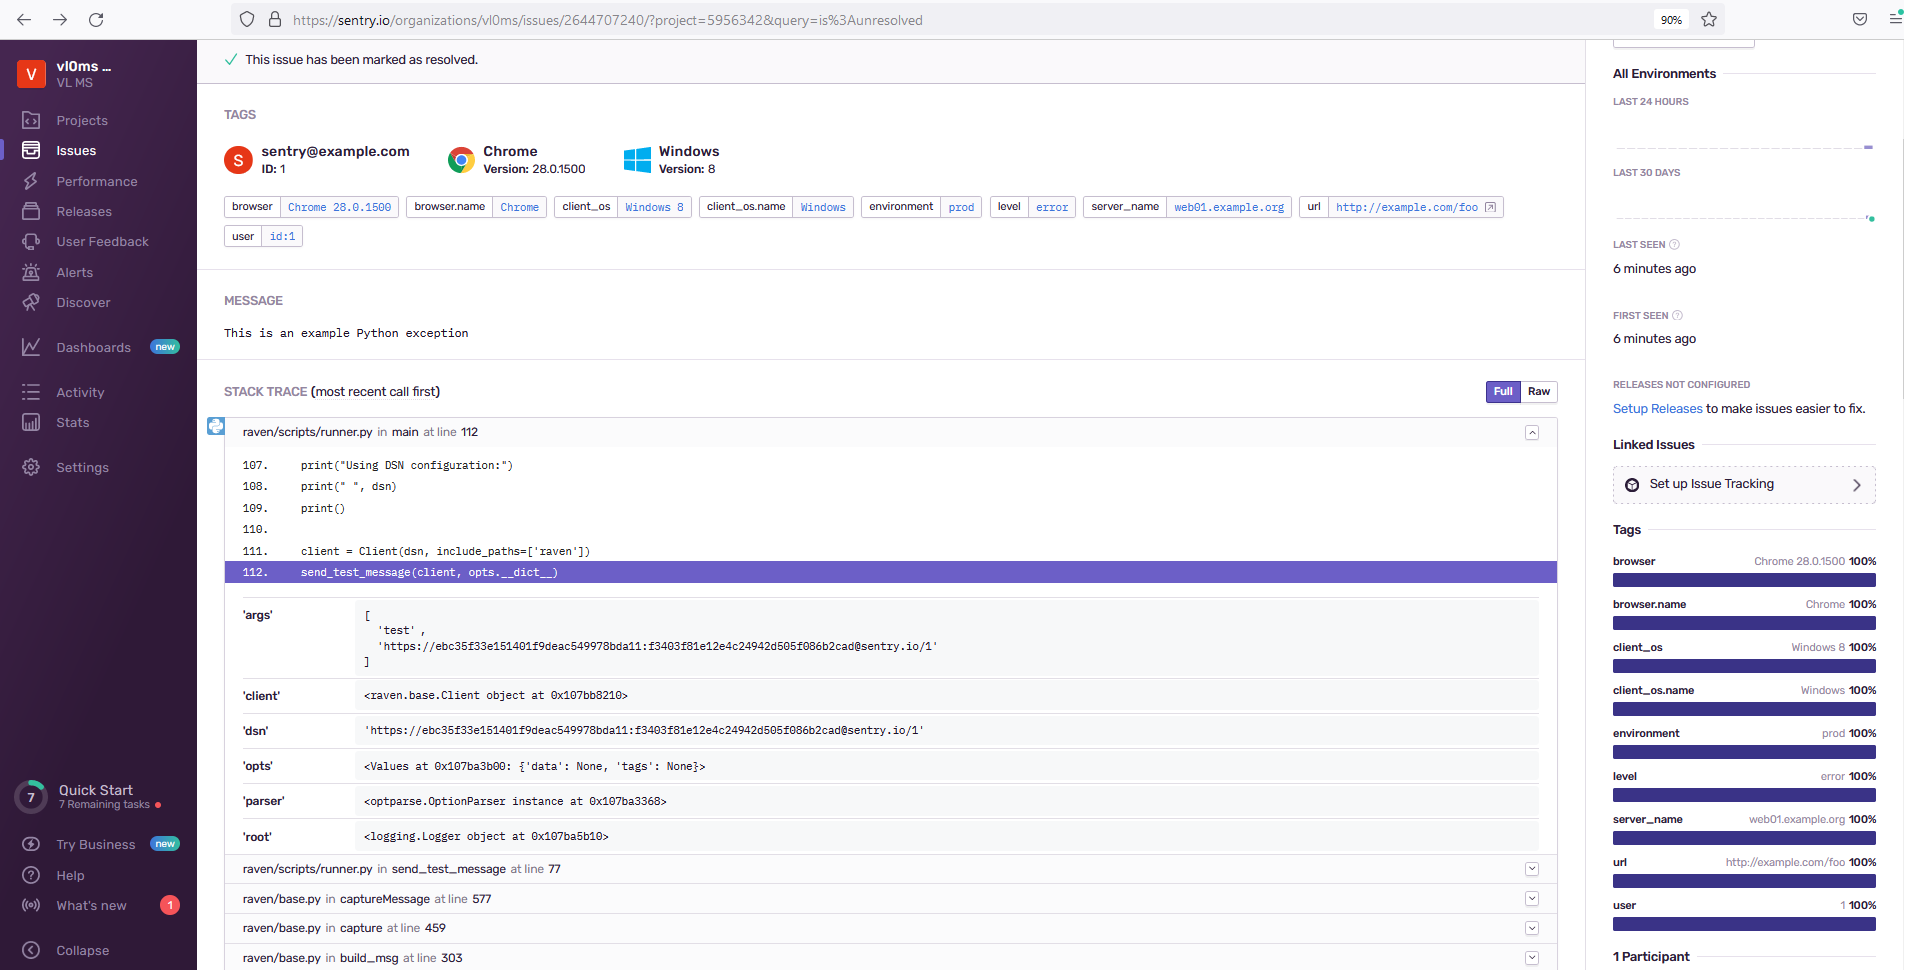 https://sentry.io/organizations/vl0ms/issues/2644707240/?project=5956342&query=is%3Aunresolved
90%
V
vl0ms ...
VL MS
Projects
Issues
Performance
Releases
User Feedback
Alerts
Discover
Dashboards new
Activity
Stats
Settings
7
Quick Start
7 Remaining tasks
Try Business new
Help
What's new 1
Collapse
This issue has been marked as resolved.
TAGS
S
sentry@example.com
ID: 1
Chrome
Version: 28.0.1500
Windows
Version: 8
browser Chrome 28.0.1500 browser.name Chrome client_os Windows 8 client_os.name Windows environment prod level error server_name web01.example.org url http://example.com/foo
user id:1
MESSAGE
This is an example Python exception
STACK TRACE (most recent call first)
Full Raw
raven/scripts/runner.py in main at line 112
107. print("Using DSN configuration:")
108. print(" ", dsn)
109. print()
110.
111. client = Client(dsn, include_paths=['raven'])
112. send_test_message(client, opts.__dict__)
'args' [
'test' ,
'https://ebc35f33e151401f9deac549978bda11:f3403f81e12e4c24942d505f086b2cad@sentry.io/1'
]
'client' <raven.base.Client object at 0x107bb8210>
'dsn' 'https://ebc35f33e151401f9deac549978bda11:f3403f81e12e4c24942d505f086b2cad@sentry.io/1'
'opts' <Values at 0x107ba3b00: {'data': None, 'tags': None}>
'parser' <optparse.OptionParser instance at 0x107ba3368>
'root' <logging.Logger object at 0x107ba5b10>
raven/scripts/runner.py in send_test_message at line 77
raven/base.py in captureMessage at line 577
raven/base.py in capture at line 459
raven/base.py in build_msg at line 303
All Environments
LAST 24 HOURS
LAST 30 DAYS
LAST SEEN ?
6 minutes ago
FIRST SEEN ?
6 minutes ago
RELEASES NOT CONFIGURED
Setup Releases to make issues easier to fix.
Linked Issues
Set up Issue Tracking
Tags
browser Chrome 28.0.1500 100%
browser.name Chrome 100%
client_os Windows 8 100%
client_os.name Windows 100%
environment prod 100%
level error 100%
server_name web01.example.org 100%
url http://example.com/foo 100%
user 1 100%
1 Participant